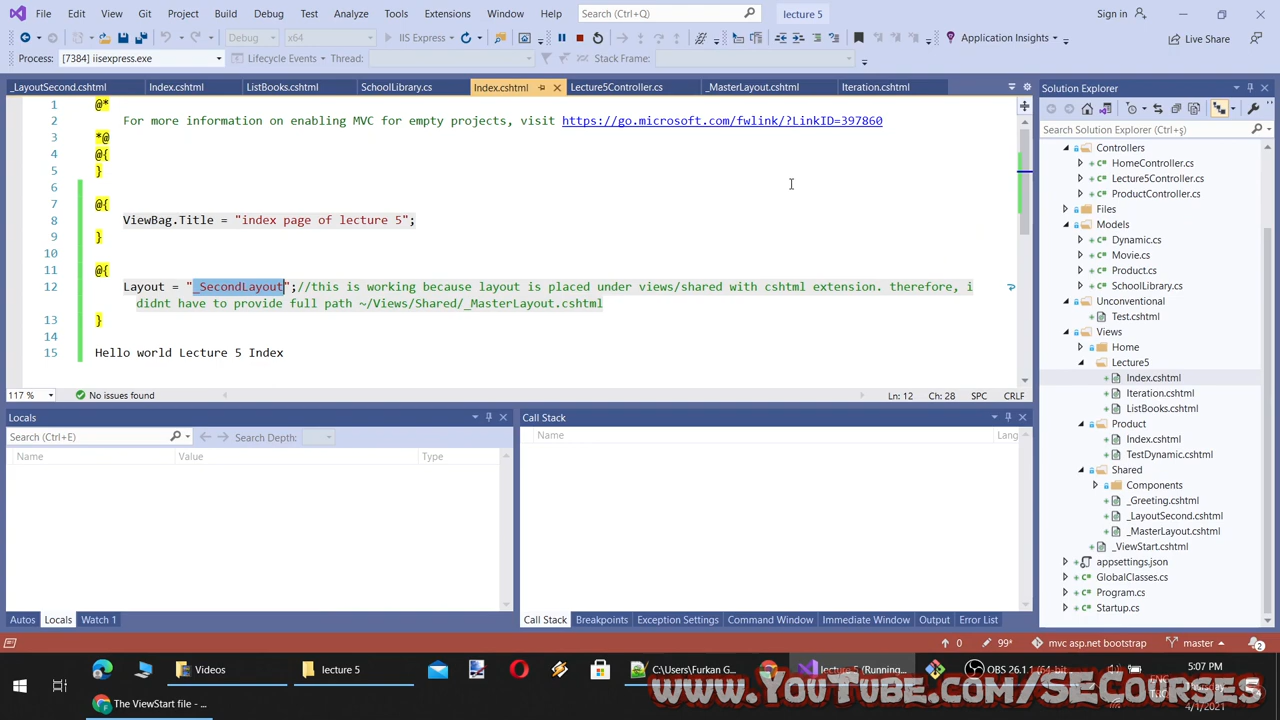 File Edit View Git Project Build Debug Test Analyze Tools Extensions Window Help Search (Ctrl+Q) lecture 5 Sign in
Debug x64 IIS Express Application Insights Live Share
Process: [7384] iisexpress.exe Lifecycle Events Thread: Stack Frame:
_LayoutSecond.cshtml Index.cshtml ListBooks.cshtml SchoolLibrary.cs Index.cshtml Lecture5Controller.cs _MasterLayout.cshtml Iteration.cshtml
1 @*
2 For more information on enabling MVC for empty projects, visit https://go.microsoft.com/fwlink/?LinkID=397860
3 *@
4 @{
5 }
6
7 @{
8 ViewBag.Title = "index page of lecture 5";
9 }
10
11 @{
12 Layout = "_SecondLayout";//this is working because layout is placed under views/shared with cshtml extension. therefore, i
didnt have to provide full path ~/Views/Shared/_MasterLayout.cshtml
13 }
14
15 Hello world Lecture 5 Index
117 % No issues found Ln: 12 Ch: 28 SPC CRLF
Locals
Search (Ctrl+E) Search Depth:
Name Value Type
Autos Locals Watch 1
Call Stack
Name Lang
Call Stack Breakpoints Exception Settings Command Window Immediate Window Output Error List
Solution Explorer
Search Solution Explorer (Ctrl+ş)
Controllers
C# HomeController.cs
C# Lecture5Controller.cs
C# ProductController.cs
Files
Models
C# Dynamic.cs
C# Movie.cs
C# Product.cs
C# SchoolLibrary.cs
Unconventional
Test.cshtml
Views
Home
Lecture5
Index.cshtml
Iteration.cshtml
ListBooks.cshtml
Product
Index.cshtml
TestDynamic.cshtml
Shared
Components
_Greeting.cshtml
_LayoutSecond.cshtml
_MasterLayout.cshtml
_ViewStart.cshtml
appsettings.json
C# GlobalClasses.cs
C# Program.cs
C# Startup.cs
0 99* mvc asp.net bootstrap master 2
Videos lecture 5 C:\Users\Furkan G... lecture 5 (Running... OBS 26.1.1 (64-bit... ENG 5:07 PM
www.YouTube.com/SECourses
The ViewStart file - ... 4/1/2021